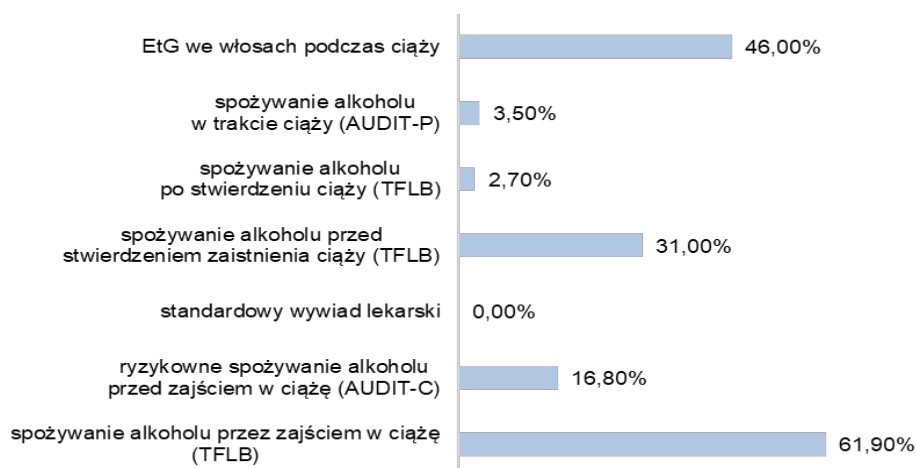 EtG we włosach podczas ciąży
46,00%
spożywanie alkoholu
w trakcie ciąży (AUDIT-P)
3,50%
spożywanie alkoholu
po stwierdzeniu ciąży (TFLB)
2,70%
spożywanie alkoholu przed
stwierdzeniem zaistnienia ciąży (TFLB)
31,00%
standardowy wywiad lekarski
0,00%
ryzykowne spożywanie alkoholu
przed zajściem w ciążę (AUDIT-C)
16,80%
spożywanie alkoholu przez zajściem w ciążę
(TFLB)
61,90%